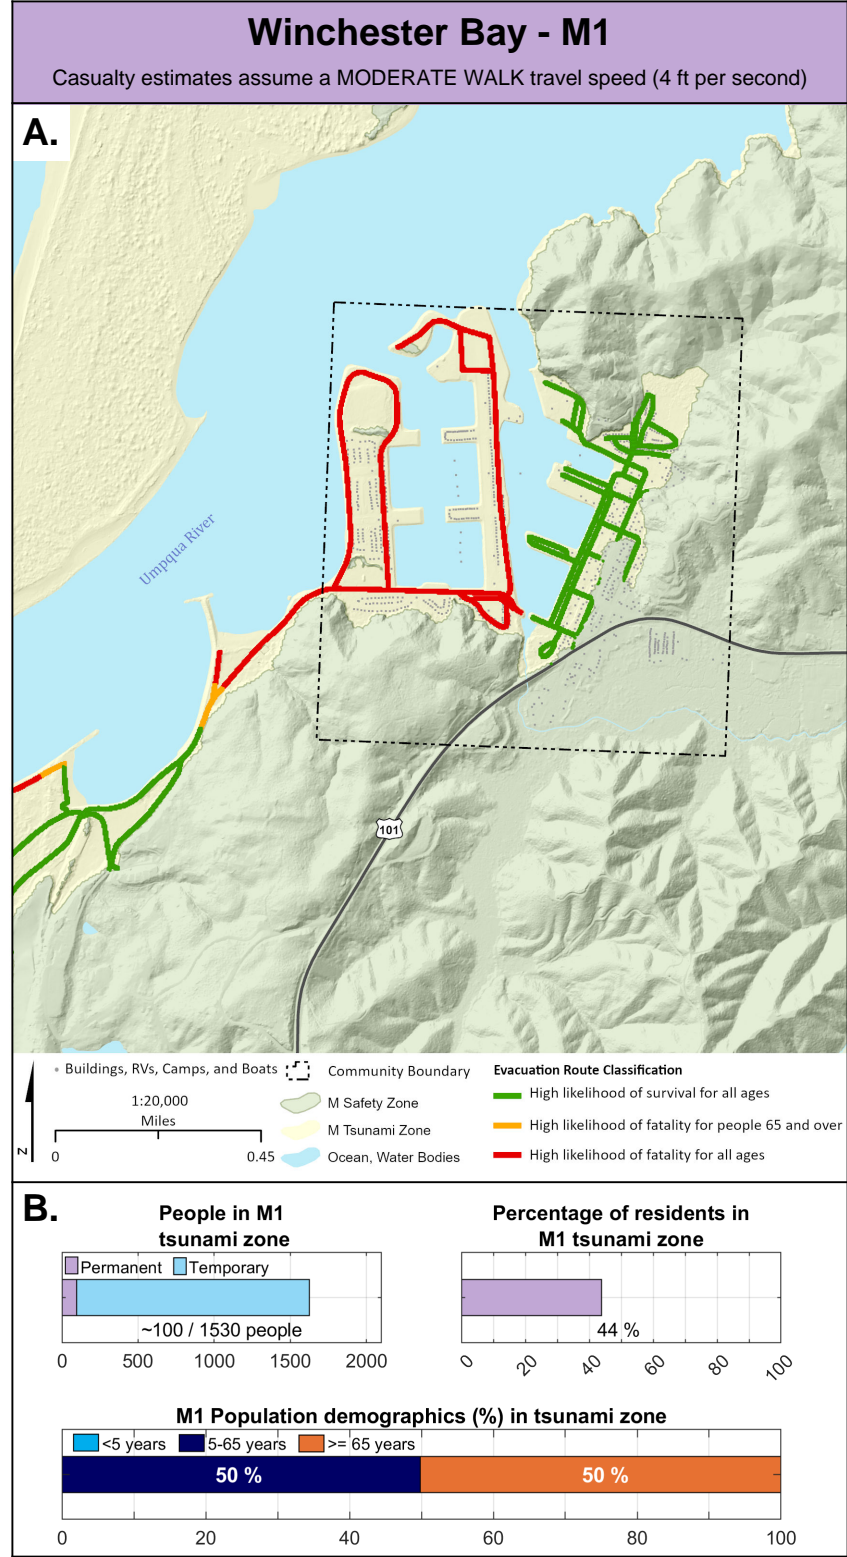 Winchester Bay - M1
Casualty estimates assume a MODERATE WALK travel speed (4 ft per second)
A.
Umpqua River
101
Buildings, RVs, Camps, and Boats
Community Boundary
Evacuation Route Classification
1:20,000
Miles
0
0.45
N
M Safety Zone
M Tsunami Zone
Ocean, Water Bodies
High likelihood of survival for all ages
High likelihood of fatality for people 65 and over
High likelihood of fatality for all ages
B.
People in M1
tsunami zone
Permanent Temporary
~100 / 1530 people
0 500 1000 1500 2000
Percentage of residents in
M1 tsunami zone
44 %
0 20 40 60 80 100
M1 Population demographics (%) in tsunami zone
<5 years 5-65 years >= 65 years
50 % 50 %
0 20 40 60 80 100